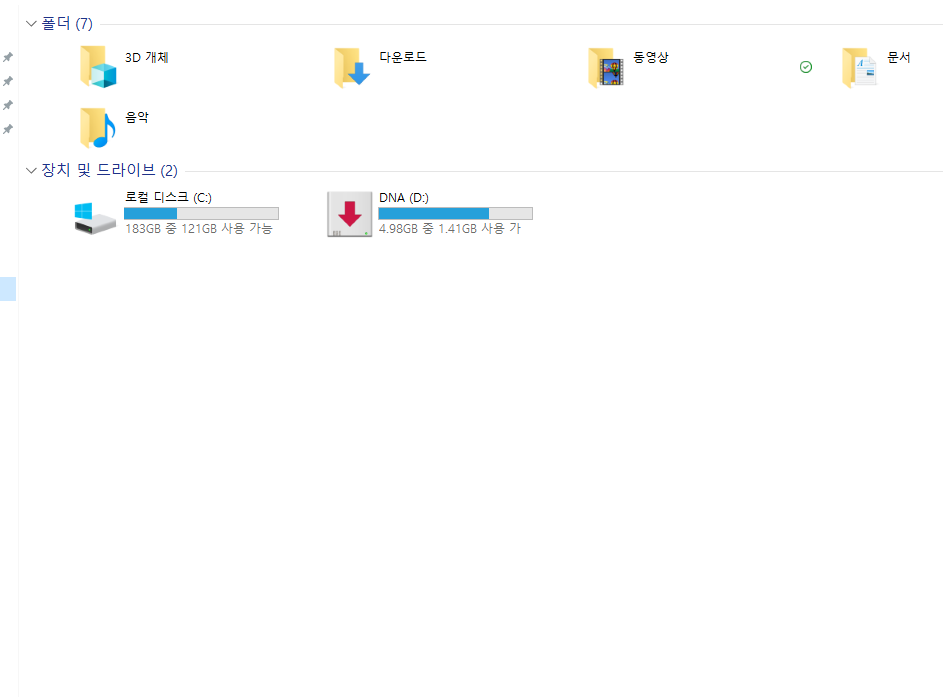 폴더 (7)
3D 개체
다운로드
동영상
문서
음악
장치 및 드라이브 (2)
로컬 디스크 (C:)
183GB 중 121GB 사용 가능
DNA (D:)
4.98GB 중 1.41GB 사용 가